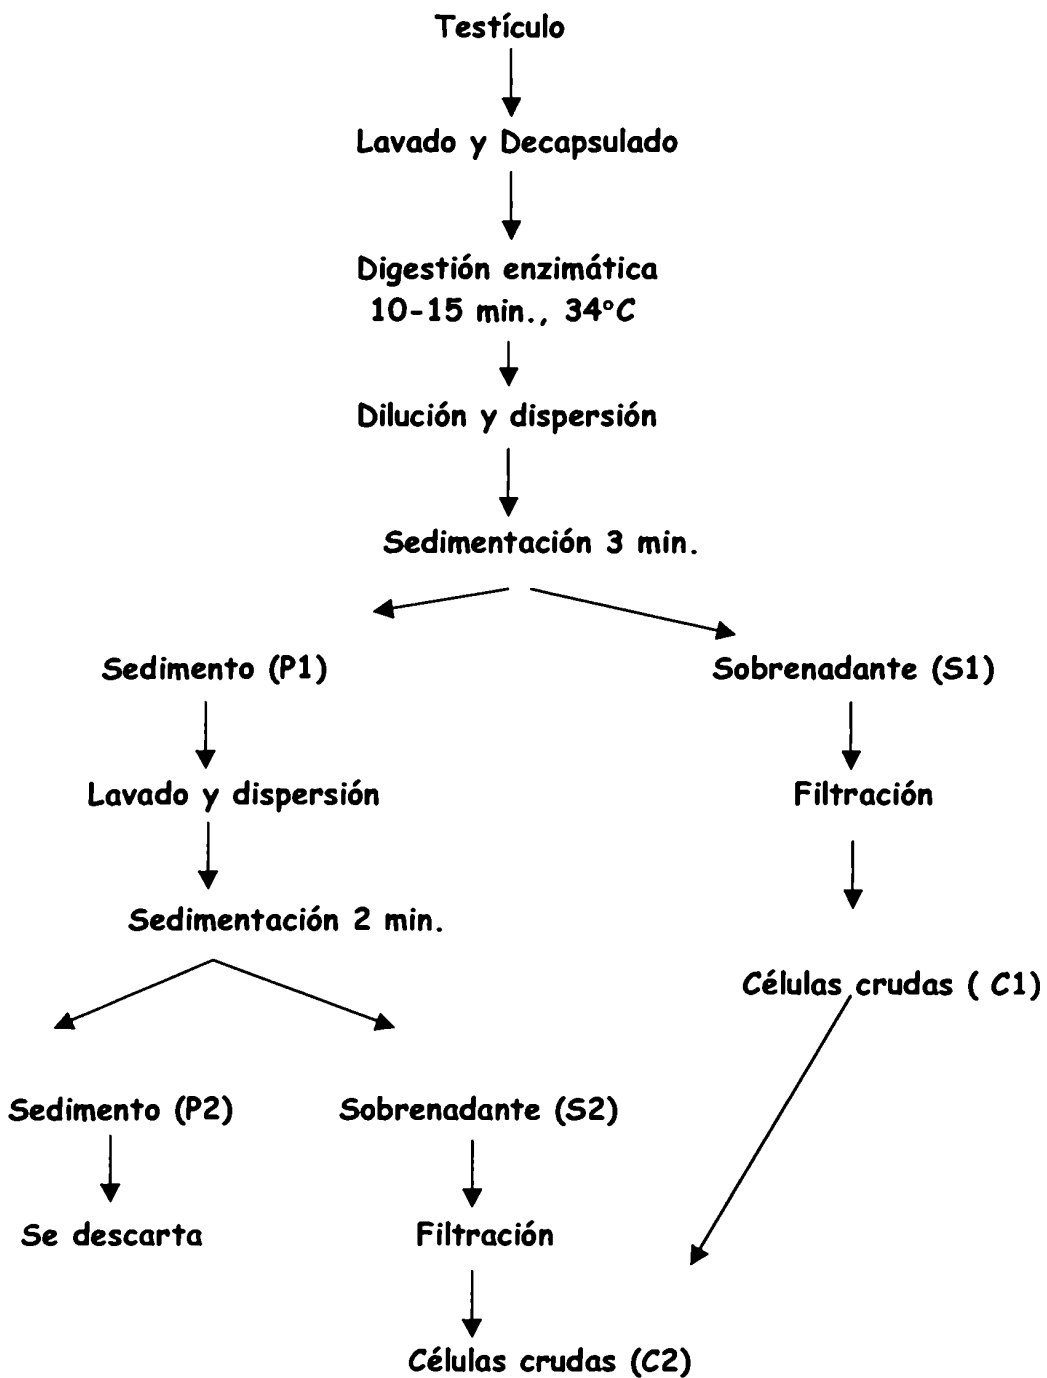 Testículo
Lavado y Decapsulado
Digestión enzimática
10-15 min., 34°C
Dilución y dispersión
Sedimentación 3 min.
Sedimento (P1)
Sobrenadante (S1)
Lavado y dispersión
Filtración
Sedimentación 2 min.
Células crudas ( C1)
Sedimento (P2)
Sobrenadante (S2)
Se descarta
Filtración
Células crudas (C2)